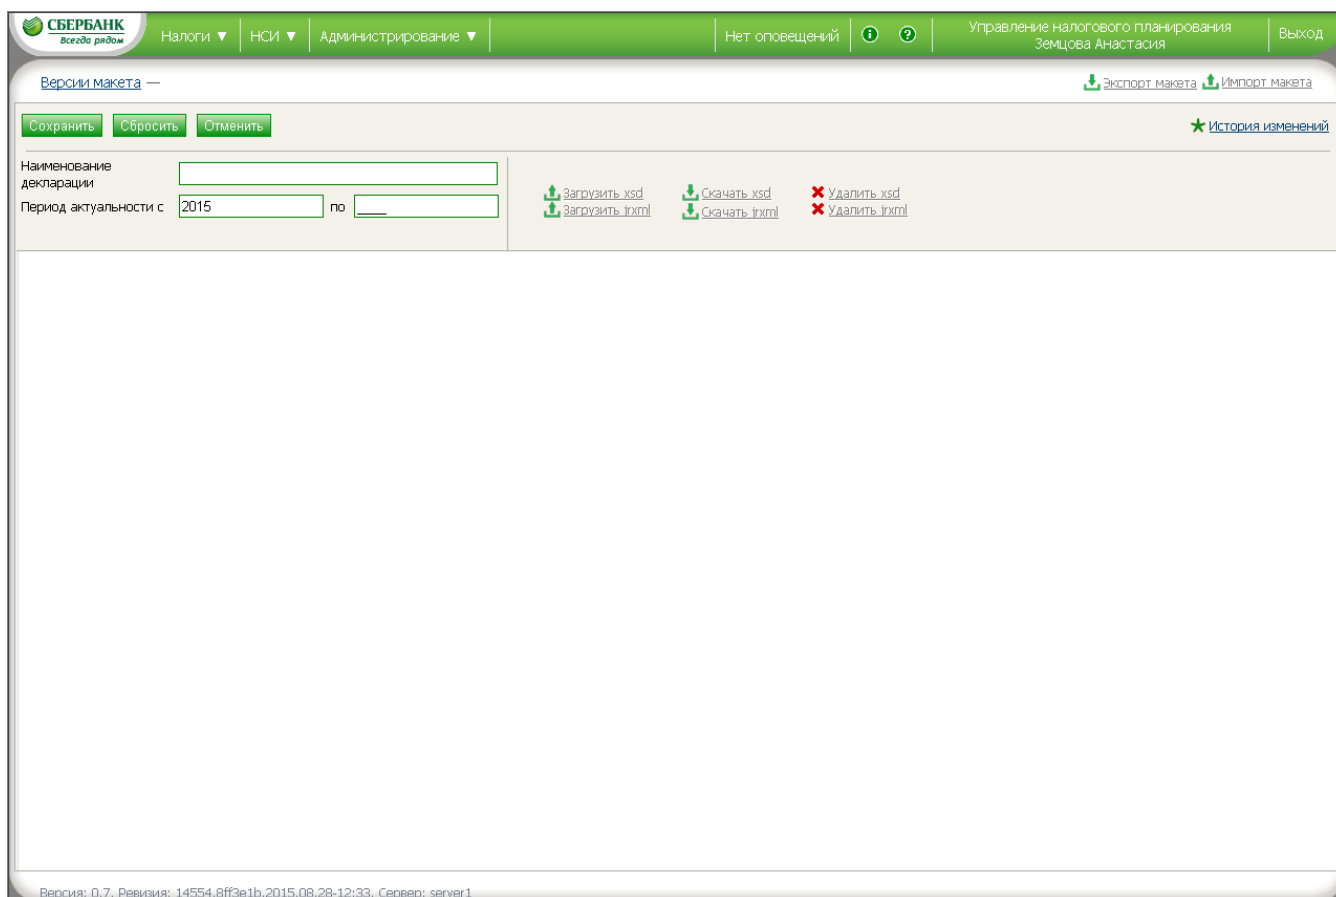 СБЕРБАНК
Всегда рядом
Налоги ▼
НСИ ▼
Администрирование ▼
Нет оповещений
Управление налогового планирования
Земцова Анастасия
Выход
Версии макета —
Экспорт макета
Импорт макета
Сохранить
Сбросить
Отменить
История изменений
Наименование
декларации
Период актуальности с
2015
по
Загрузить xsd
Скачать xsd
Удалить xsd
Загрузить jrxml
Скачать jrxml
Удалить jrxml
Версия: 0.7, Ревизия: 14554.8ff3e1b.2015.08.28-12:33, Сервер: server1